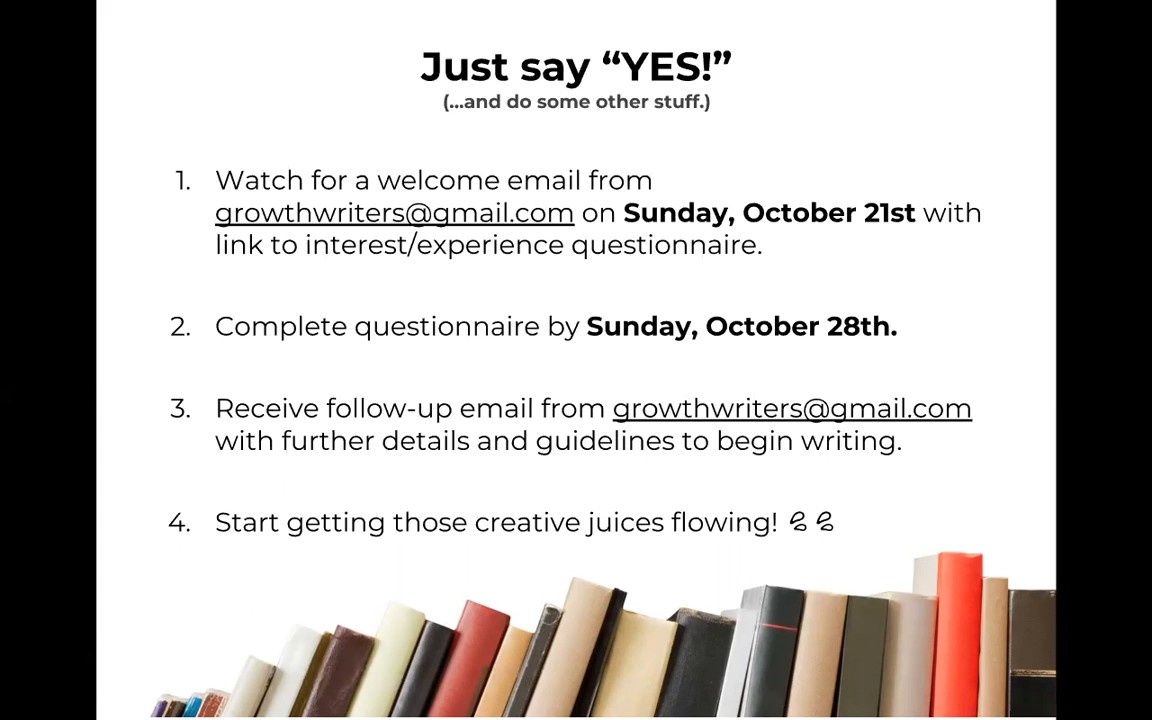 Just say “YES!”
(...and do some other stuff.)
1. Watch for a welcome email from
growthwriters@gmail.com on Sunday, October 21st with
link to interest/experience questionnaire.
2. Complete questionnaire by Sunday, October 28th.
3. Receive follow-up email from growthwriters@gmail.com
with further details and guidelines to begin writing.
4. Start getting those creative juices flowing!